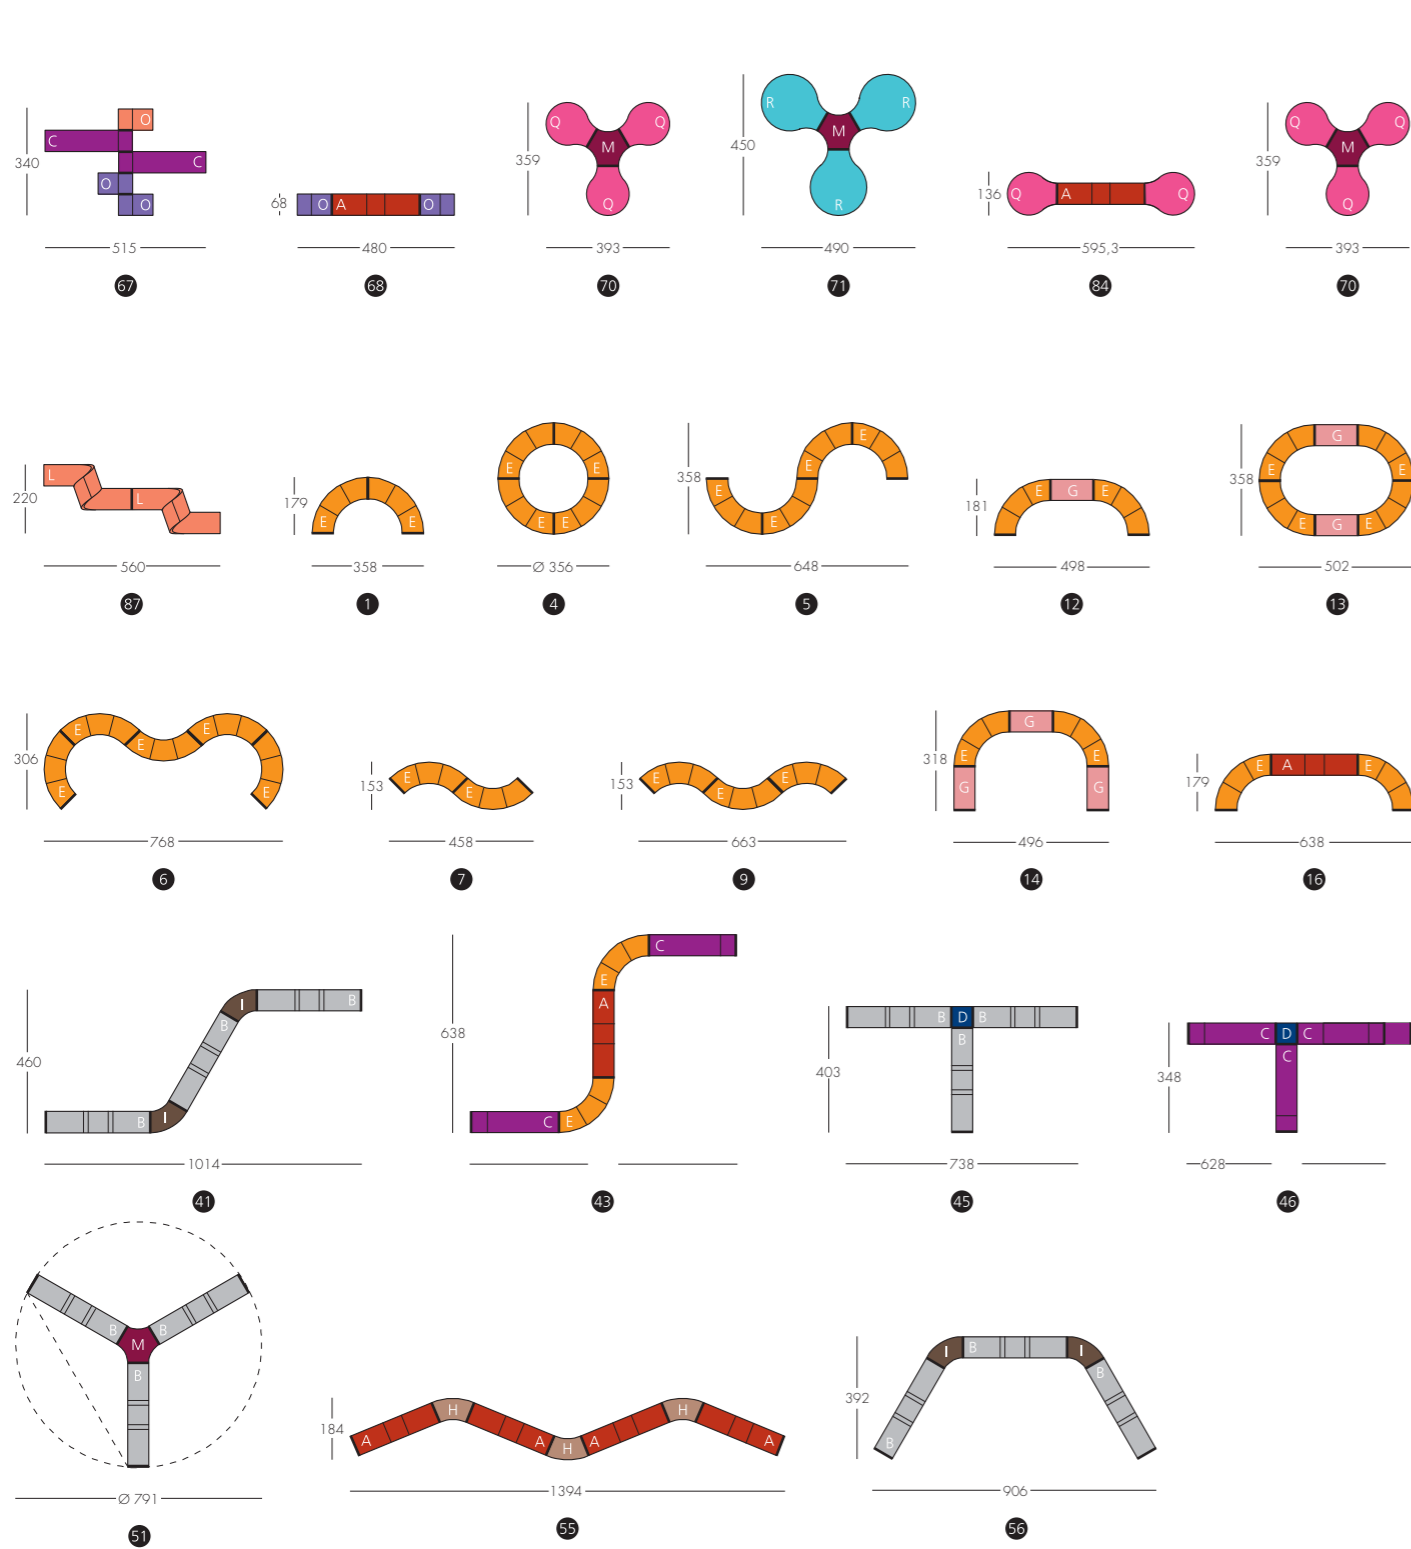 O
C
340
C
O
O
515
67
68
O A O
480
68
359
Q Q
M
Q
393
70
450
R R
M
R
490
71
136
Q A Q
595,3
84
359
Q Q
M
Q
393
70
220
L
L
560
87
179
E E
358
1
E E
E E
Ø 356
4
358
E
E
E
E
648
5
181
E G E
498
12
358
G
E E
E G E
502
13
306
E
E
E
E
E
768
6
153
E
E
458
7
153
E
E
E
663
9
318
G
E E
G G
496
14
179
E A E
638
16
460
I B
B
B I
1014
41
638
C
E
A
C E
43
403
B D B
B
738
45
348
C D C
C
628
46
B M B
B
Ø 791
51
184
A H A H A H A
1394
55
392
I B I
B
B
906
56